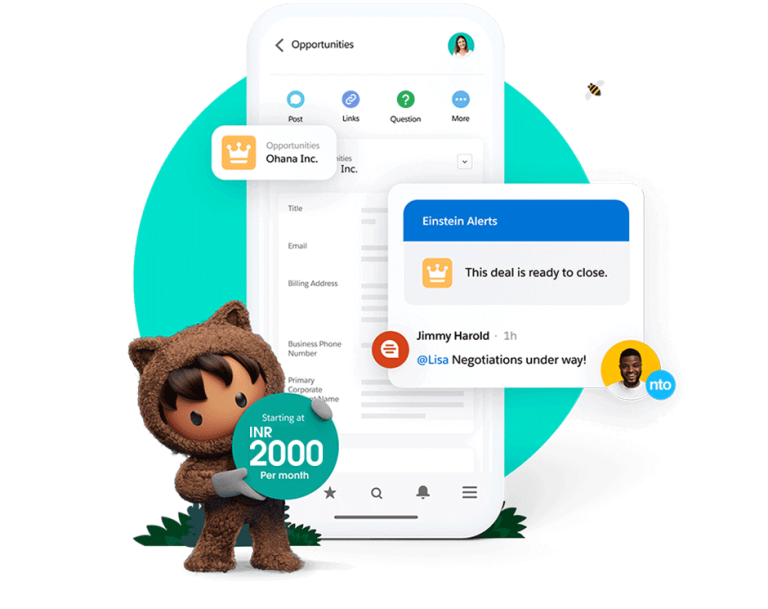 Opportunities
Post
Links
Question
More
Opportunities
Ohana Inc.
ities
Inc.
Title
Email
Billing Address
Business Phone
Number
Primary
Corporate
Name
Einstein Alerts
This deal is ready to close.
Jimmy Harold · 1h
@Lisa Negotiations under way!
nto
Starting at
INR
2000
Per month